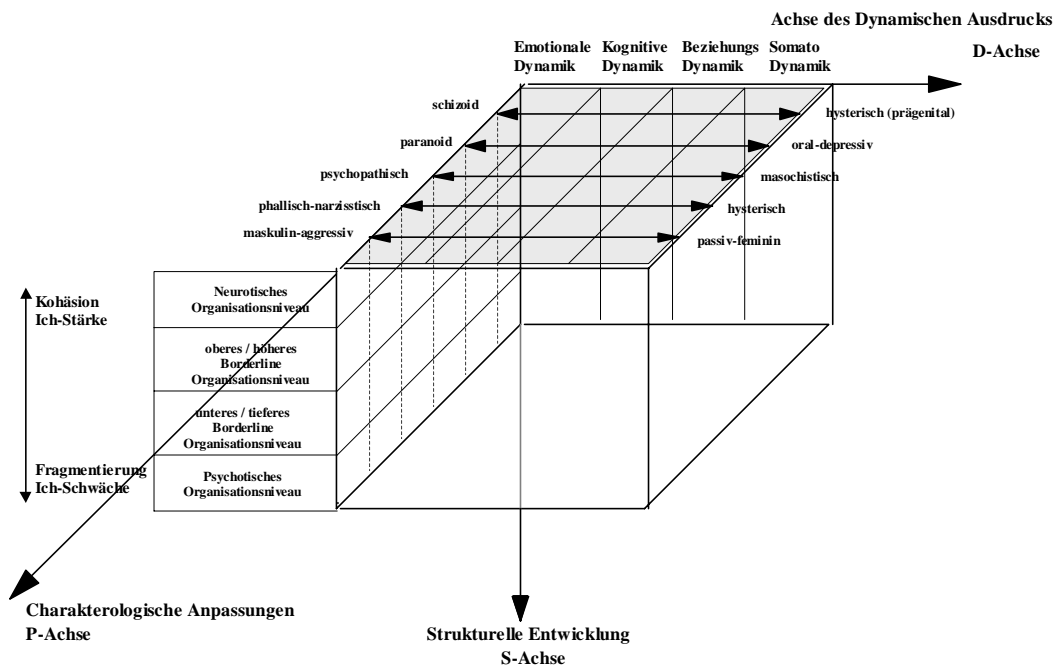 Achse des Dynamischen Ausdrucks
D-Achse
Emotionale Dynamik
Kognitive Dynamik
Beziehungs Dynamik
Somato Dynamik
schizoid
hysterisch (prägenital)
paranoid
oral-depressiv
psychopathisch
masochistisch
phallisch-narzisstisch
hysterisch
maskulin-aggressiv
passiv-feminin
Kohäsion
Ich-Stärke
Neurotisches
Organisationsniveau
oberes / höheres
Borderline
Organisationsniveau
unteres / tieferes
Borderline
Organisationsniveau
Fragmentierung
Ich-Schwäche
Psychotisches
Organisationsniveau
Charakterologische Anpassungen
P-Achse
Strukturelle Entwicklung
S-Achse